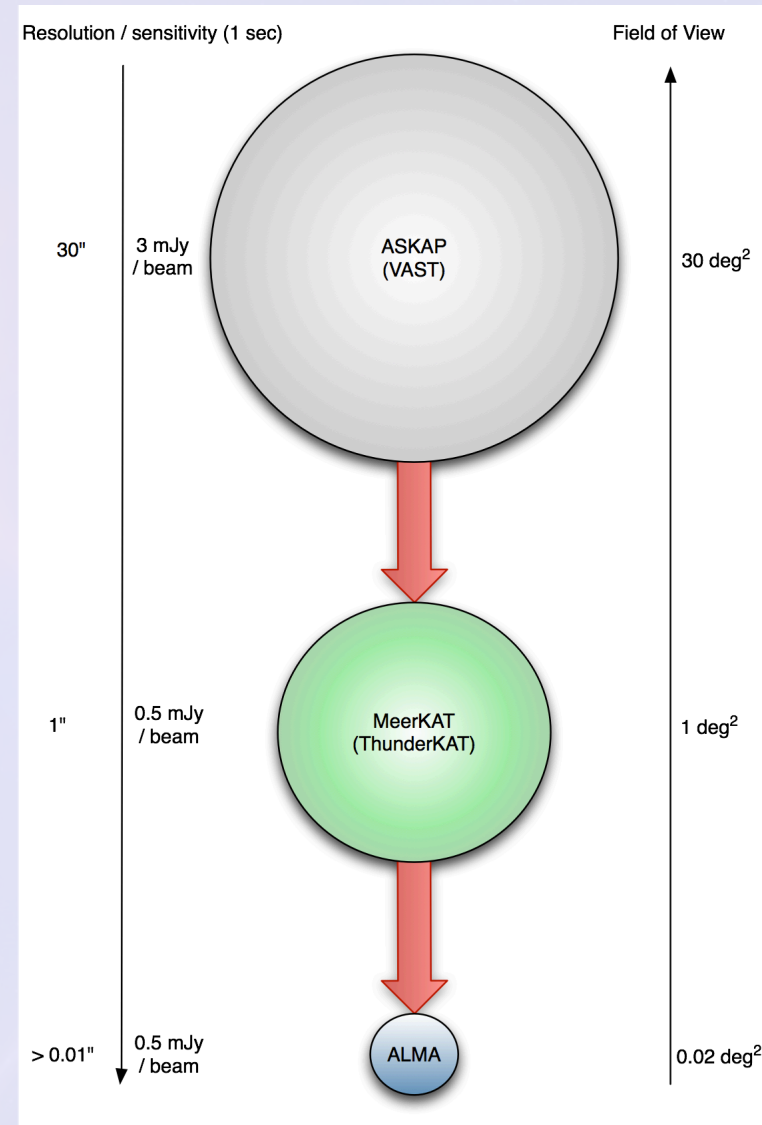 Resolution / sensitivity (1 sec)
Field of View
30"
3 mJy
/ beam
ASKAP
(VAST)
30 deg²
1"
0.5 mJy
/ beam
MeerKAT
(ThunderKAT)
1 deg²
> 0.01"
0.5 mJy
/ beam
ALMA
0.02 deg²